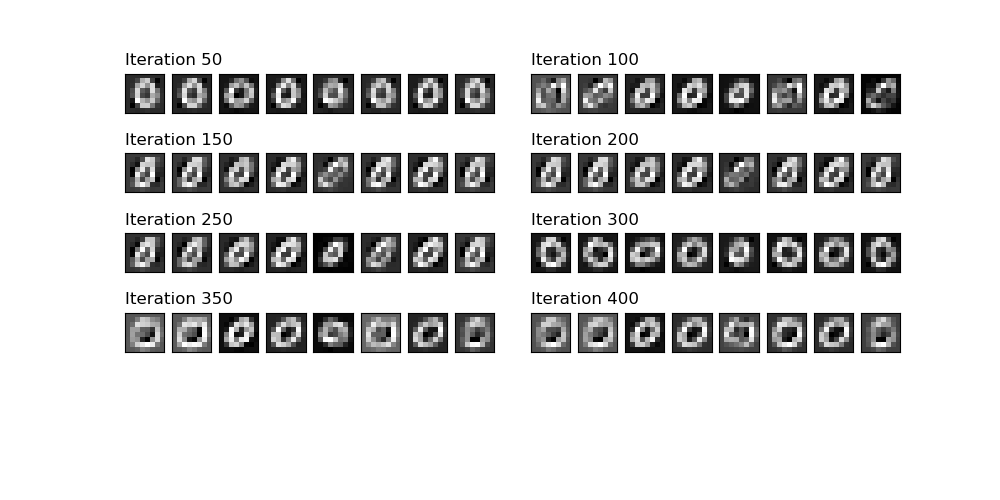 Iteration 50
Iteration 100
Iteration 150
Iteration 200
Iteration 250
Iteration 300
Iteration 350
Iteration 400